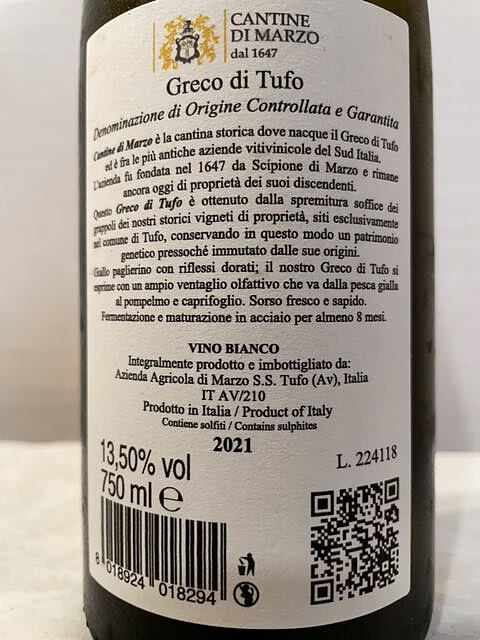 CANTINE
DI MARZO
dal 1647
Greco di Tufo
Denominazione di Origine Controllata e Garantita
Cantine di Marzo è la cantina storica dove nacque il Greco di Tufo
ed è fra le più antiche aziende vitivinicole del Sud Italia.
L'azienda fu fondata nel 1647 da Scipione di Marzo e rimane
ancora oggi di proprietà dei suoi discendenti.
Questo Greco di Tufo è ottenuto dalla spremitura soffice dei
grappoli dei nostri storici vigneti di proprietà, siti esclusivamente
nel comune di Tufo, conservando in questo modo un patrimonio
genetico pressoché immutato dalle sue origini.
Giallo paglierino con riflessi dorati; il nostro Greco di Tufo si
esprime con un ampio ventaglio olfattivo che va dalla pesca gialla
al pompelmo e caprifoglio. Sorso fresco e sapido.
Fermentazione e maturazione in acciaio per almeno 8 mesi.
VINO BIANCO
Integralmente prodotto e imbottigliato da:
Azienda Agricola di Marzo S.S. Tufo (Av), Italia
IT AV/210
Prodotto in Italia / Product of Italy
Contiene solfiti / Contains sulphites
2021
13,50% vol
750 ml e
L. 224118
8 018924 018294